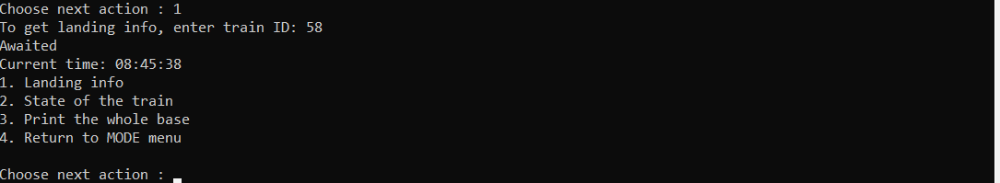 Choose next action : 1
To get landing info, enter train ID: 58
Awaited
Current time: 08:45:38
1. Landing info
2. State of the train
3. Print the whole base
4. Return to MODE menu
Choose next action :